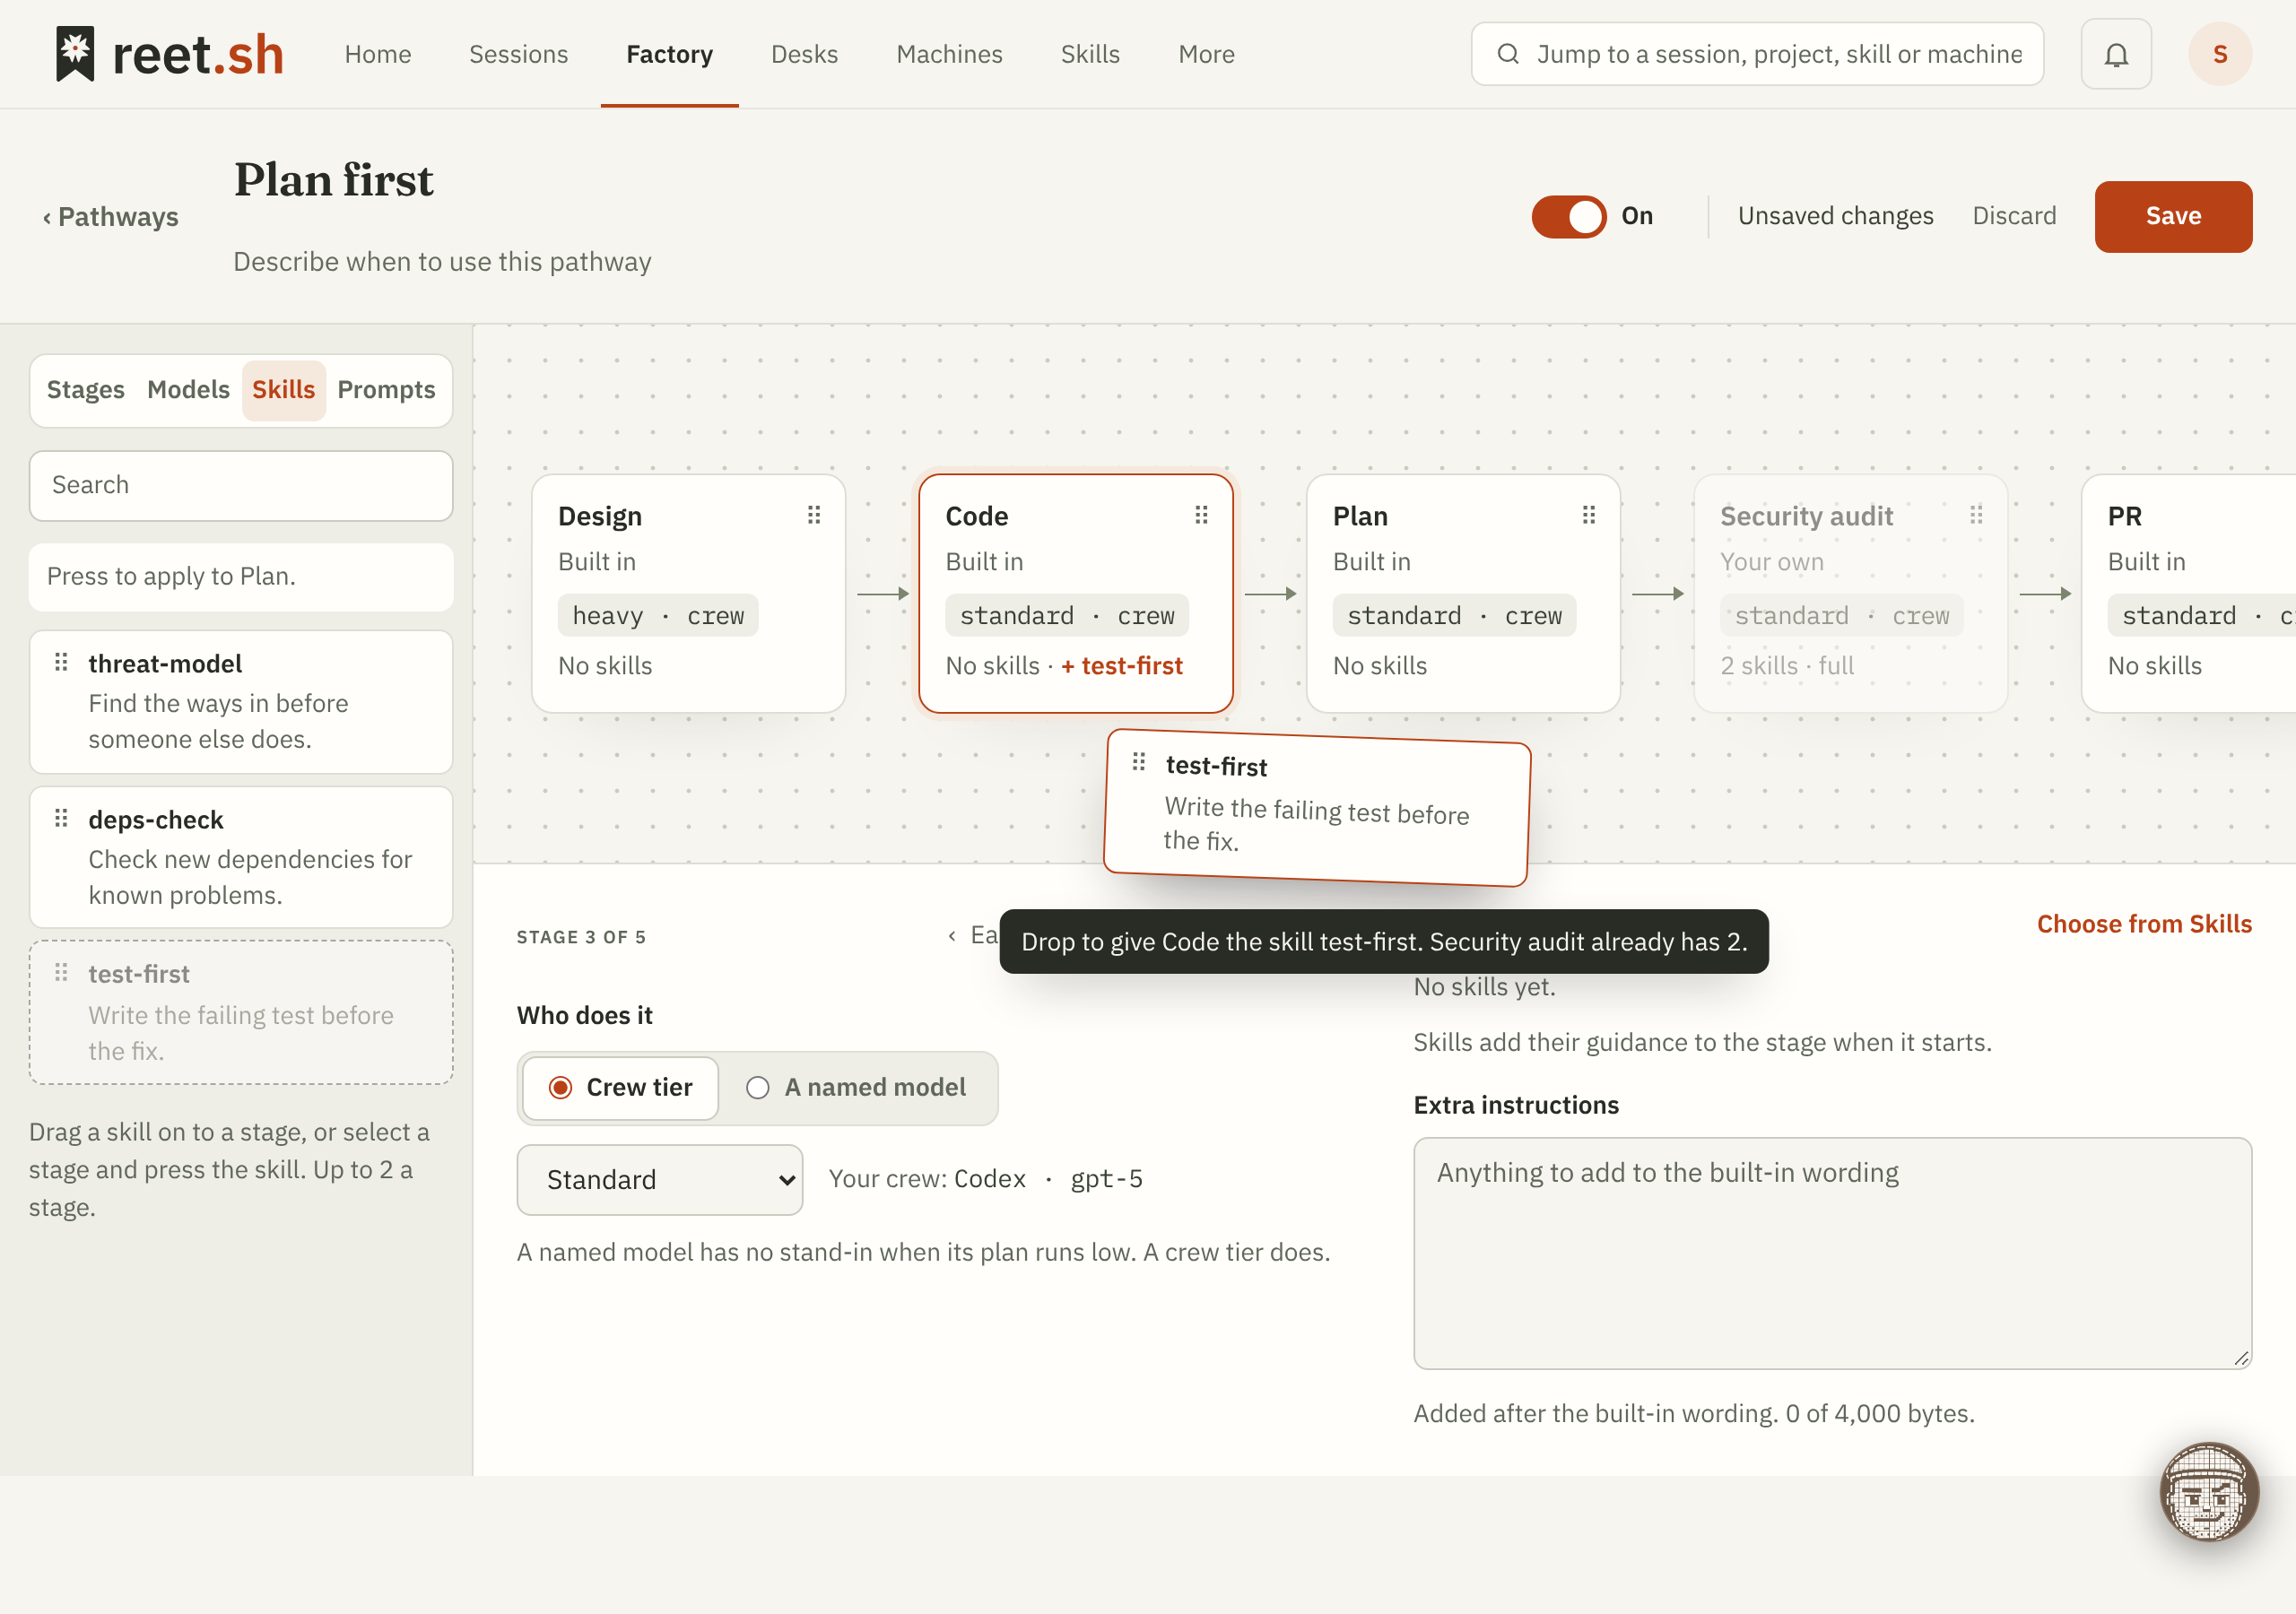 reet.sh
Home Sessions Factory Desks Machines Skills More
Jump to a session, project, skill or machine
S
Plan first
‹ Pathways
Describe when to use this pathway
On
Unsaved changes
Discard
Save
Stages Models Skills Prompts
Search
Press to apply to Plan.
threat-model
Find the ways in before
someone else does.
deps-check
Check new dependencies for
known problems.
test-first
Write the failing test before
the fix.
Drag a skill on to a stage, or select a
stage and press the skill. Up to 2 a
stage.
Design
Built in
heavy · crew
No skills
Code
Built in
standard · crew
No skills · + test-first
Plan
Built in
standard · crew
No skills
Security audit
Your own
standard · crew
2 skills · full
PR
Built in
standard ·
No skills
test-first
Write the failing test before
the fix.
Drop to give Code the skill test-first. Security audit already has 2.
STAGE 3 OF 5
Who does it
Crew tier
A named model
Standard
Your crew: Codex · gpt-5
A named model has no stand-in when its plan runs low. A crew tier does.
Choose from Skills
No skills yet.
Skills add their guidance to the stage when it starts.
Extra instructions
Anything to add to the built-in wording
Added after the built-in wording. 0 of 4,000 bytes.